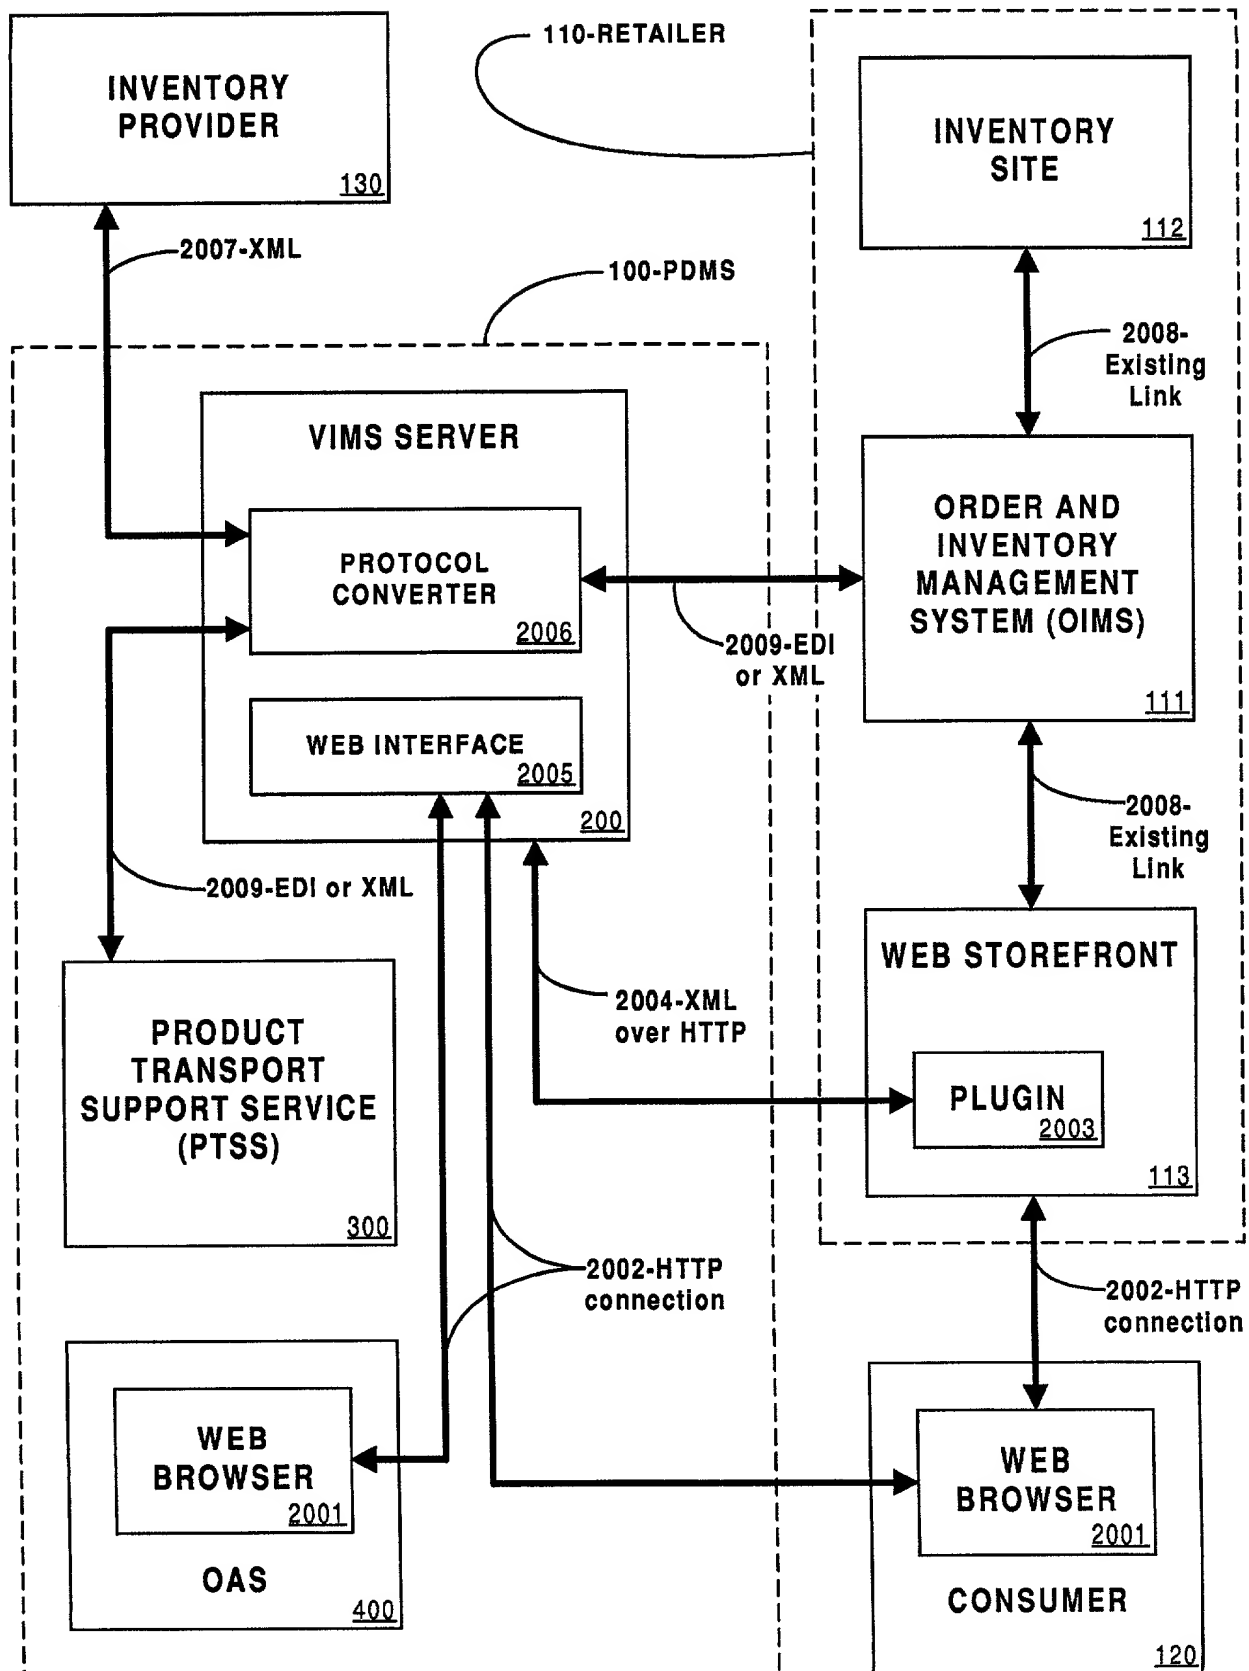 110-RETAILER
INVENTORY
PROVIDER
130
INVENTORY
SITE
112
2007-XML
100-PDMS
2008-
Existing
Link
VIMS SERVER
PROTOCOL
CONVERTER
2006
ORDER AND
INVENTORY
MANAGEMENT
SYSTEM (OIMS)
111
2009-EDI
or XML
WEB INTERFACE
2005
200
2008-
Existing
Link
2009-EDI or XML
WEB STOREFRONT
PLUGIN
2003
113
2004-XML
over HTTP
PRODUCT
TRANSPORT
SUPPORT SERVICE
(PTSS)
300
2002-HTTP
connection
2002-HTTP
connection
WEB
BROWSER
2001
OAS
400
WEB
BROWSER
2001
CONSUMER
120